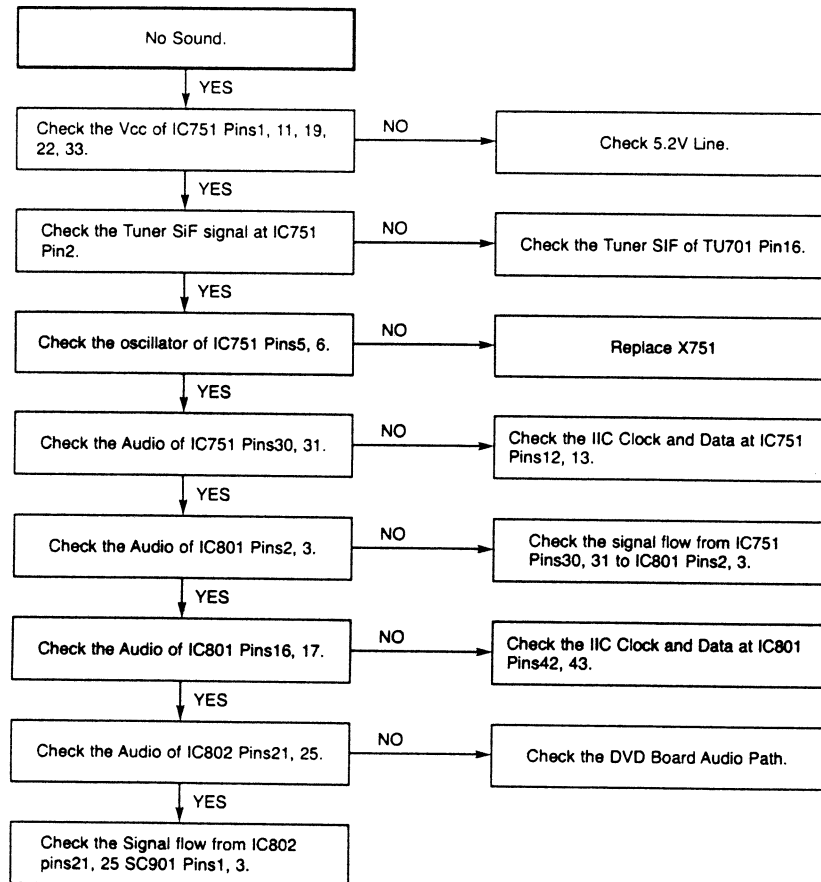 No Sound.
YES
Check the Vcc of IC751 Pins1, 11, 19,
22, 33.
NO
Check 5.2V Line.
YES
Check the Tuner SiF signal at IC751
Pin2.
NO
Check the Tuner SIF of TU701 Pin16.
YES
Check the oscillator of IC751 Pins5, 6.
NO
Replace X751
YES
Check the Audio of IC751 Pins30, 31.
NO
Check the IIC Clock and Data at IC751
Pins12, 13.
YES
Check the Audio of IC801 Pins2, 3.
NO
Check the signal flow from IC751
Pins30, 31 to IC801 Pins2, 3.
YES
Check the Audio of IC801 Pins16, 17.
NO
Check the IIC Clock and Data at IC801
Pins42, 43.
YES
Check the Audio of IC802 Pins21, 25.
NO
Check the DVD Board Audio Path.
YES
Check the Signal flow from IC802
pins21, 25 SC901 Pins1, 3.